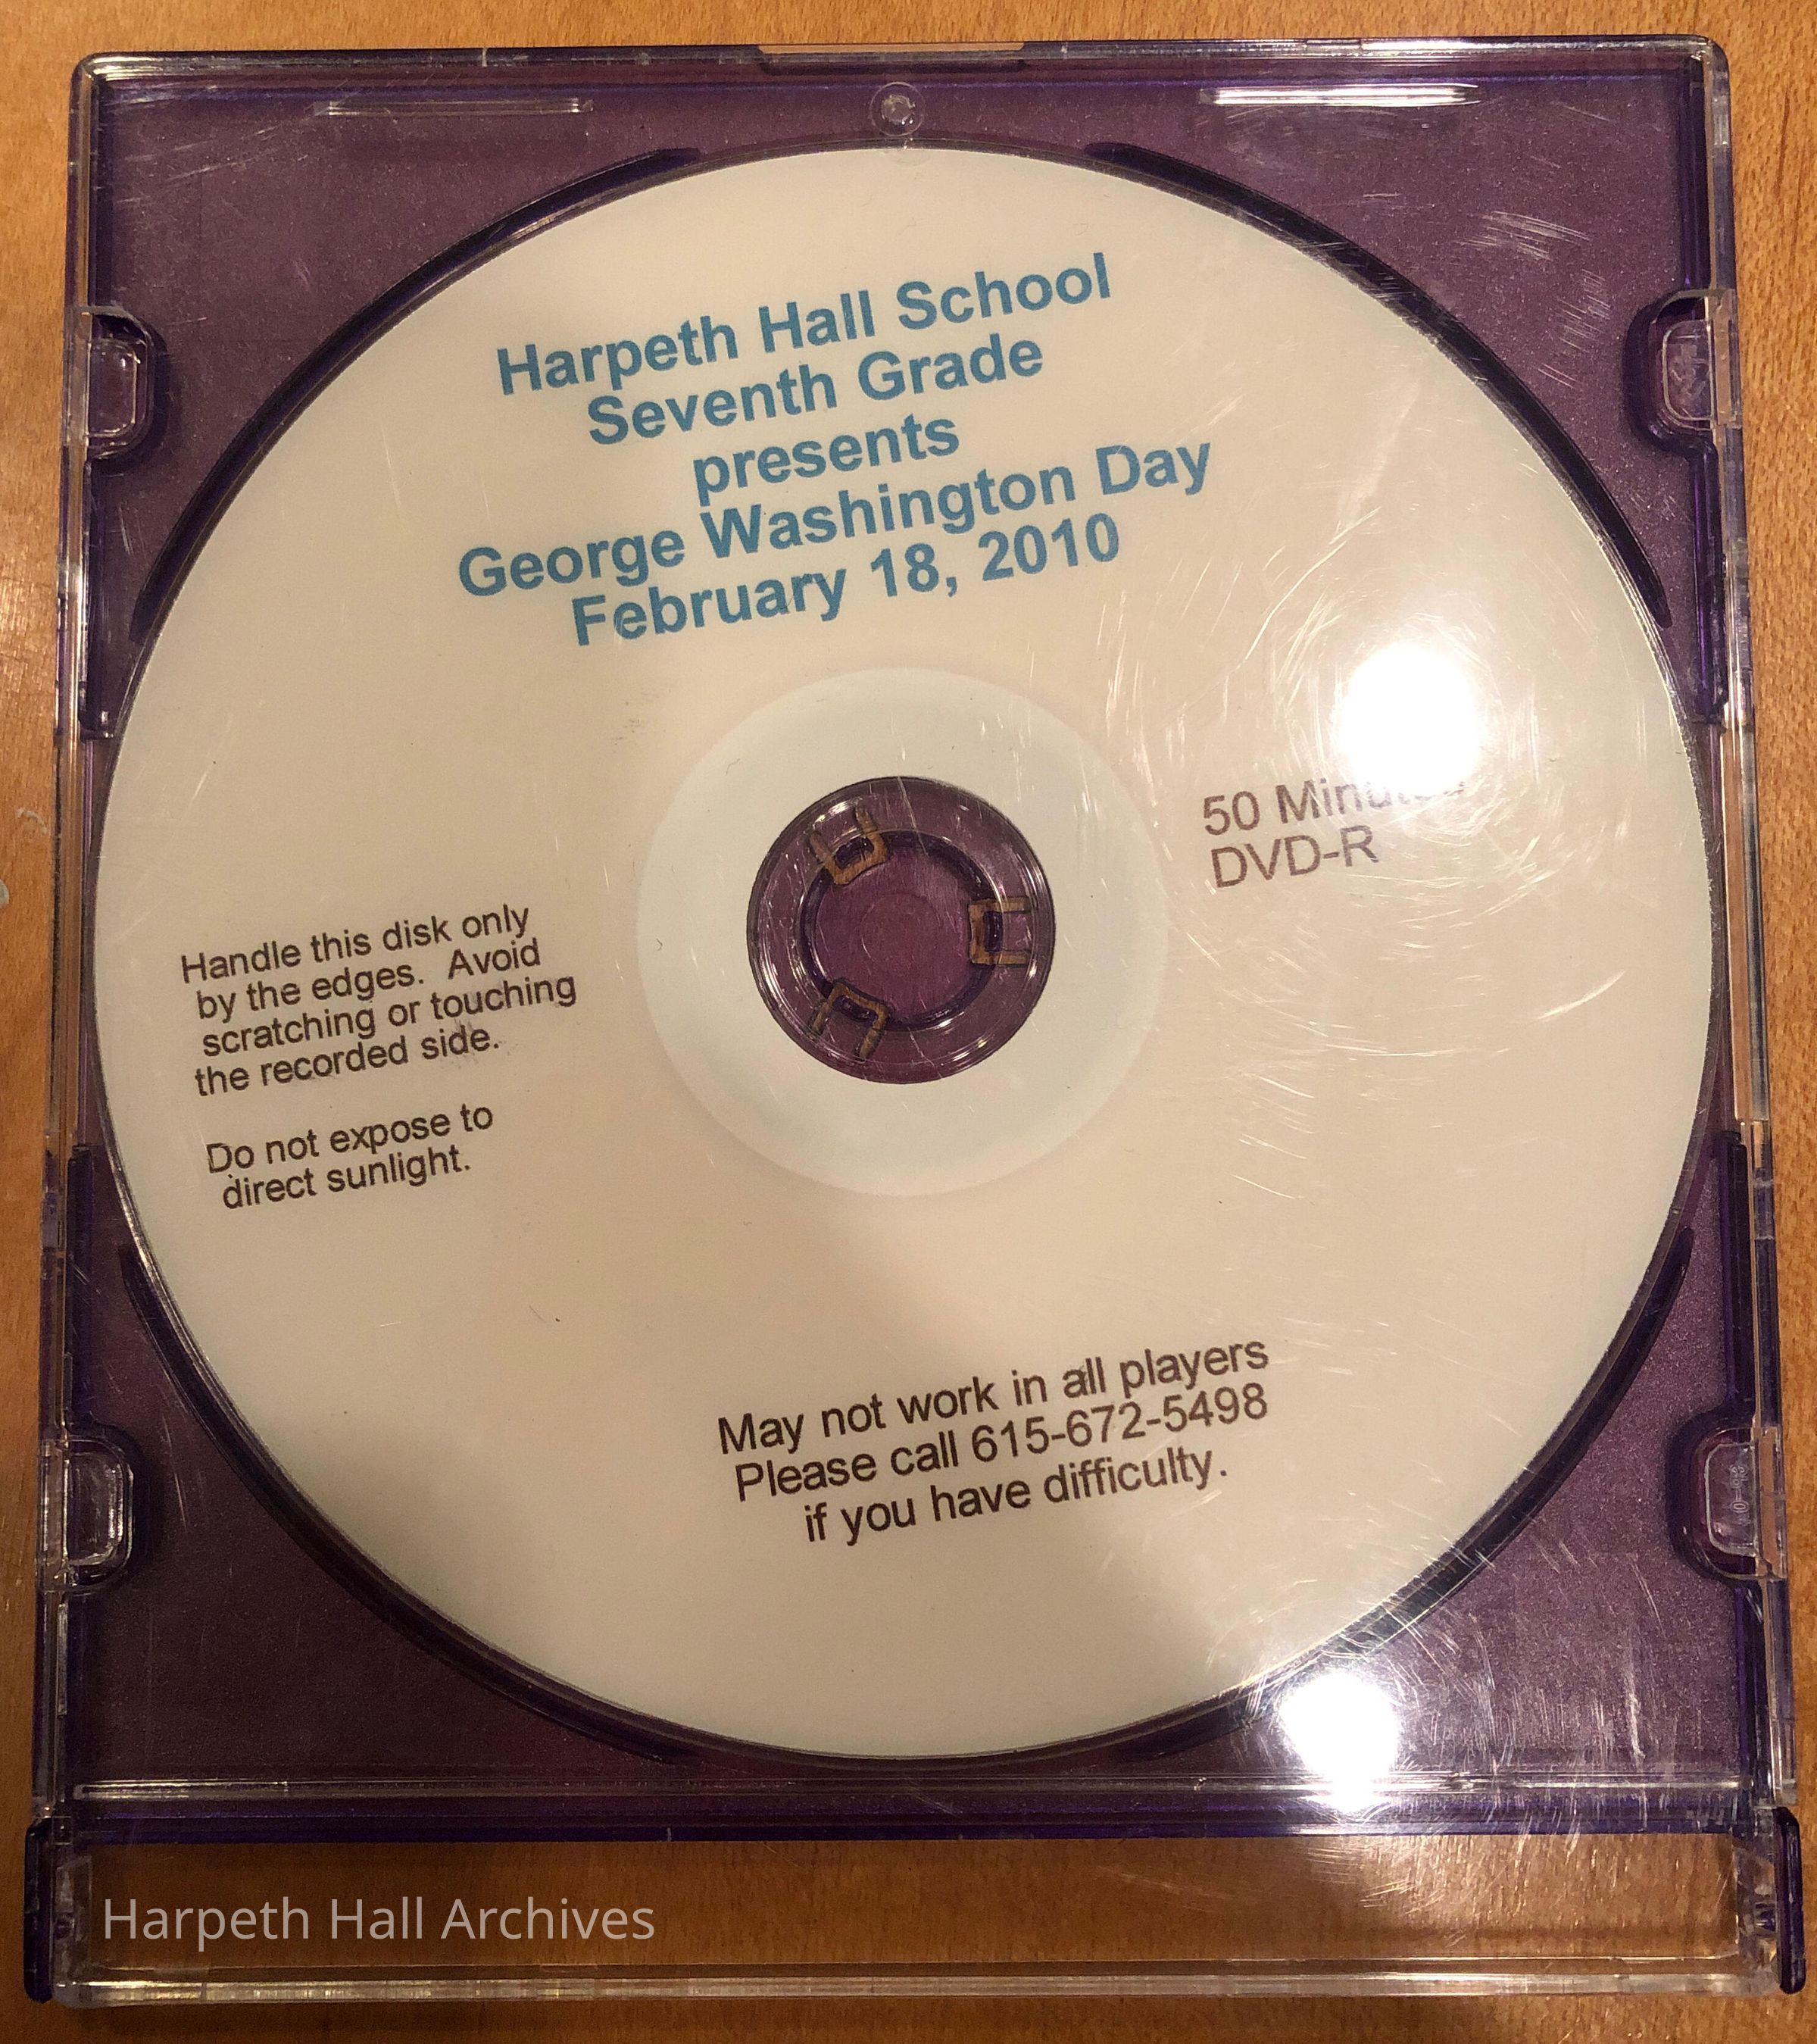 Harpeth Hall School
Seventh Grade
presents
George Washington Day
February 18, 2010
50 Minutes
DVD-R
Handle this disk only
by the edges.  Avoid
scratching or touching
the recorded side.
Do not expose to
direct sunlight.
May not work in all players
Please call 615-672-5498
if you have difficulty.
Harpeth Hall Archives